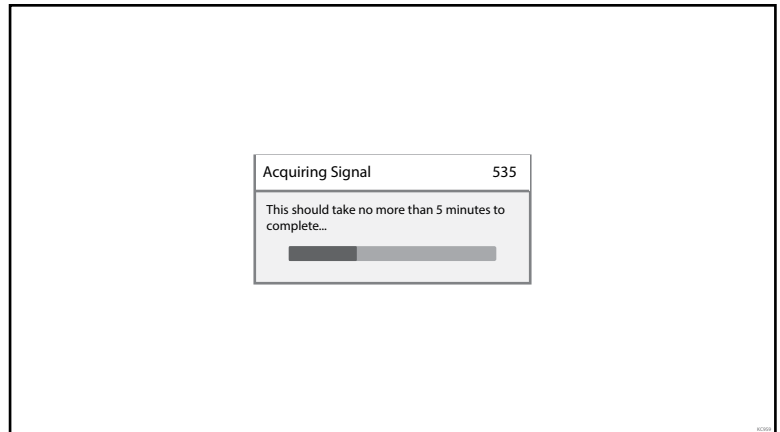 Acquiring Signal 535
This should take no more than 5 minutes to
complete...